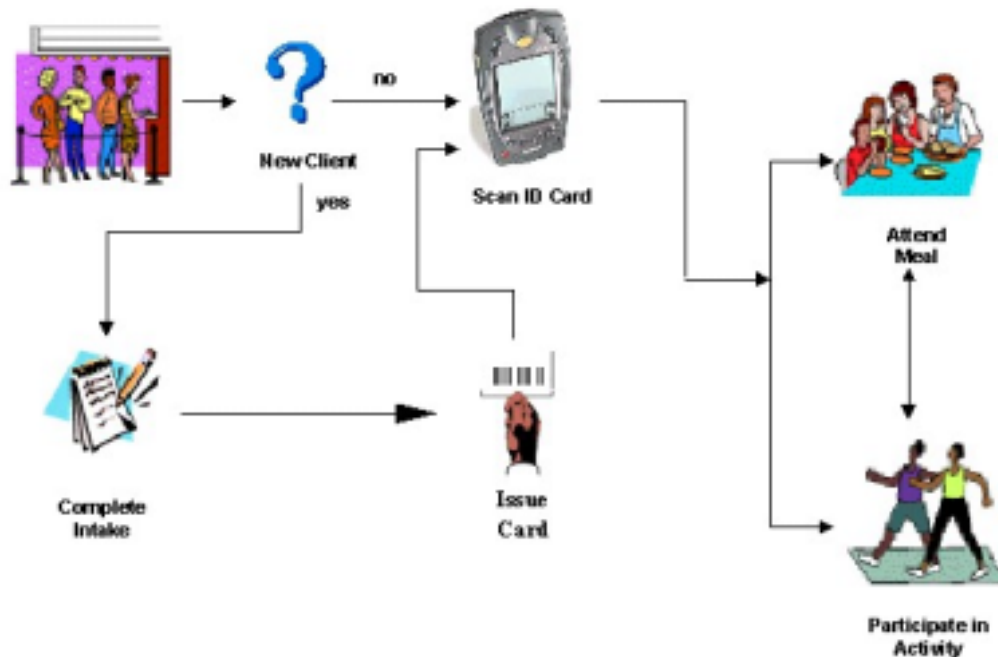 no
New Client
yes
Scan ID Card
Attend
Meal
Complete
Intake
Issue
Card
Participate in
Activity